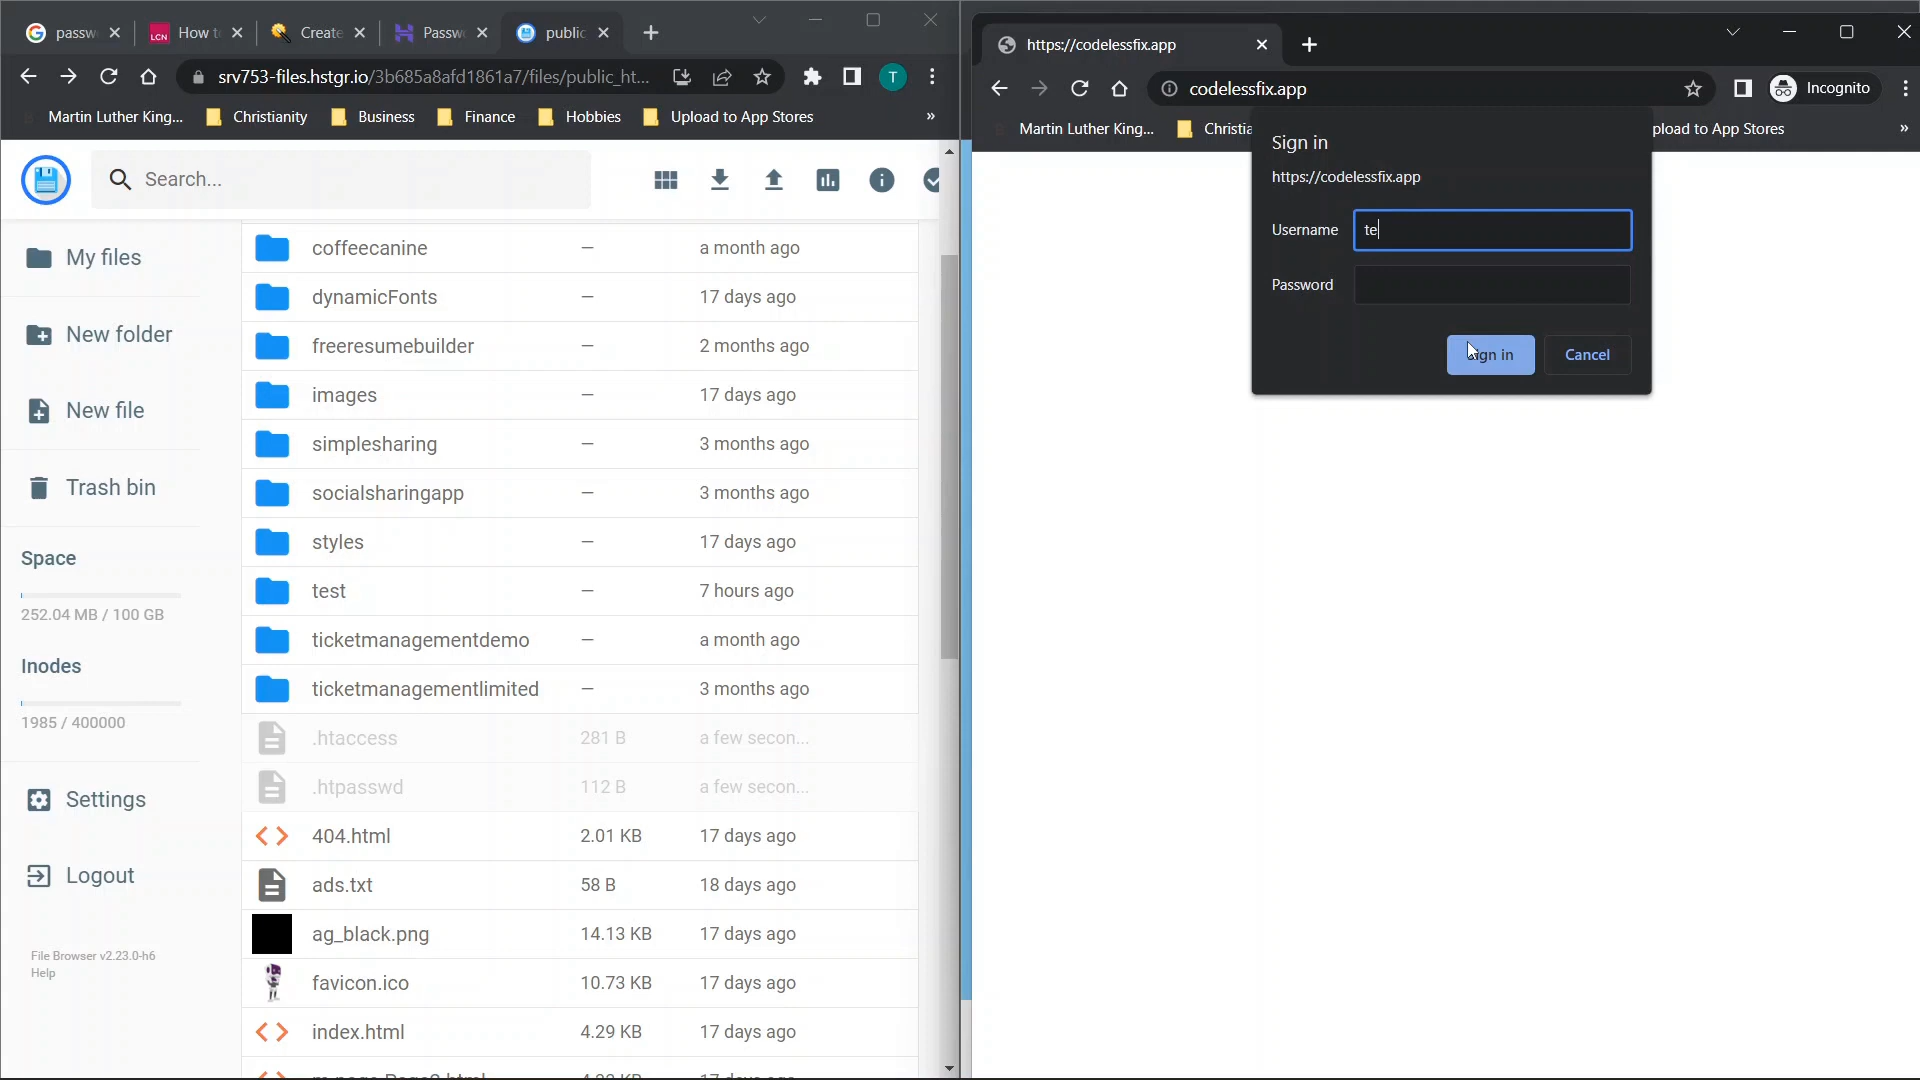 passw
How t
Create
Passw
public
srv753-files.hstgr.io/3b685a8afd1861a7/files/public_ht...
T
Martin Luther King...
Christianity
Business
Finance
Hobbies
Upload to App Stores
»
Search...
My files
New folder
New file
Trash bin
Space
252.04 MB / 100 GB
Inodes
1985 / 400000
Settings
Logout
File Browser v2.23.0-h6
Help
coffeecanine — a month ago
dynamicFonts — 17 days ago
freeresumebuilder — 2 months ago
images — 17 days ago
simplesharing — 3 months ago
socialsharingapp — 3 months ago
styles — 17 days ago
test — 7 hours ago
ticketmanagementdemo — a month ago
ticketmanagementlimited — 3 months ago
.htaccess 281 B a few secon...
.htpasswd 112 B a few secon...
404.html 2.01 KB 17 days ago
ads.txt 58 B 18 days ago
ag_black.png 14.13 KB 17 days ago
favicon.ico 10.73 KB 17 days ago
index.html 4.29 KB 17 days ago
https://codelessfix.app
codelessfix.app
Incognito
Martin Luther King...
Christia
pload to App Stores
»
Sign in
https://codelessfix.app
Username te
Password
gn in Cancel